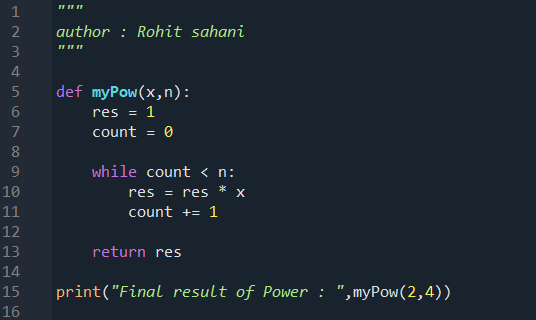 1 """
2 author : Rohit sahani
3 """
4
5 def myPow(x,n):
6     res = 1
7     count = 0
8
9     while count < n:
10         res = res * x
11         count += 1
12
13     return res
14
15 print("Final result of Power : ",myPow(2,4))
16